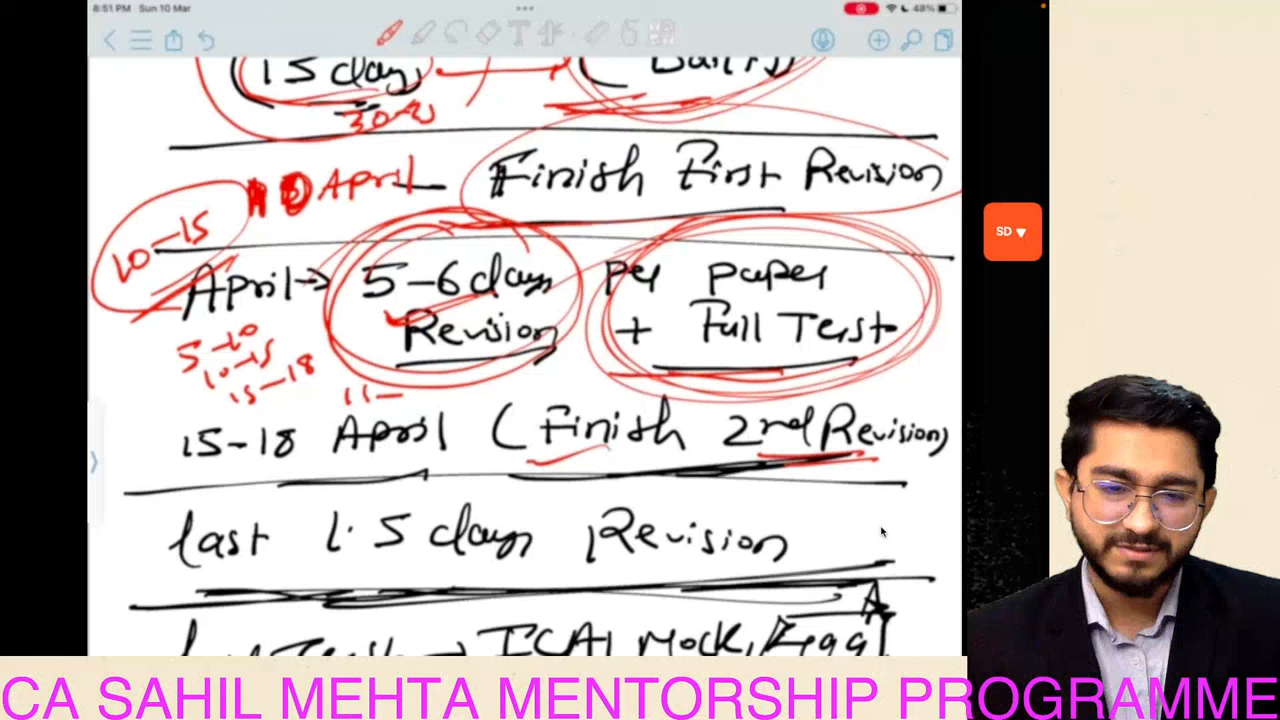 8:51 PM Sun 10 Mar
48%
15 days
April — Finish First Revision
10-15
April → 5-6 days per paper
Revision + Full Test
5-10
10-15
15-18
11-
15-18 April (Finish 2nd Revision)
last 1.5 days Revision
ICAI Mock
SD ▼
CA SAHIL MEHTA MENTORSHIP PROGRAMME